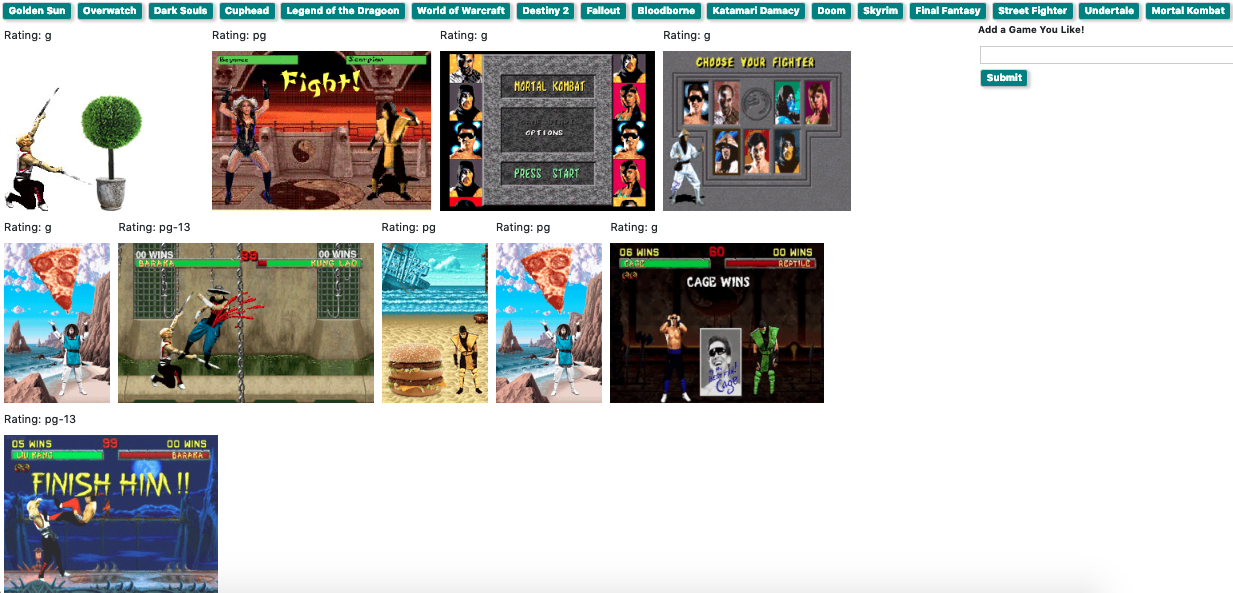 Golden Sun Overwatch Dark Souls Cuphead Legend of the Dragoon World of Warcraft Destiny 2 Fallout Bloodborne Katamari Damacy Doom Skyrim Final Fantasy Street Fighter Undertale Mortal Kombat
Add a Game You Like!
Submit
Rating: g
Rating: pg
Rating: g
Rating: g
Beyonce Scorpion
Fight!
MORTAL KOMBAT
OPTIONS
PRESS START
CHOOSE YOUR FIGHTER
Rating: g
Rating: pg-13
Rating: pg
Rating: pg
Rating: g
00 WINS 99 00 WINS
BARAKA KUNG LAO
06 WINS 60 00 WINS
CAGE REPTILE
CAGE WINS
Cage
Rating: pg-13
05 WINS 99 00 WINS
LIU KANG BARAKA
FINISH HIM!!